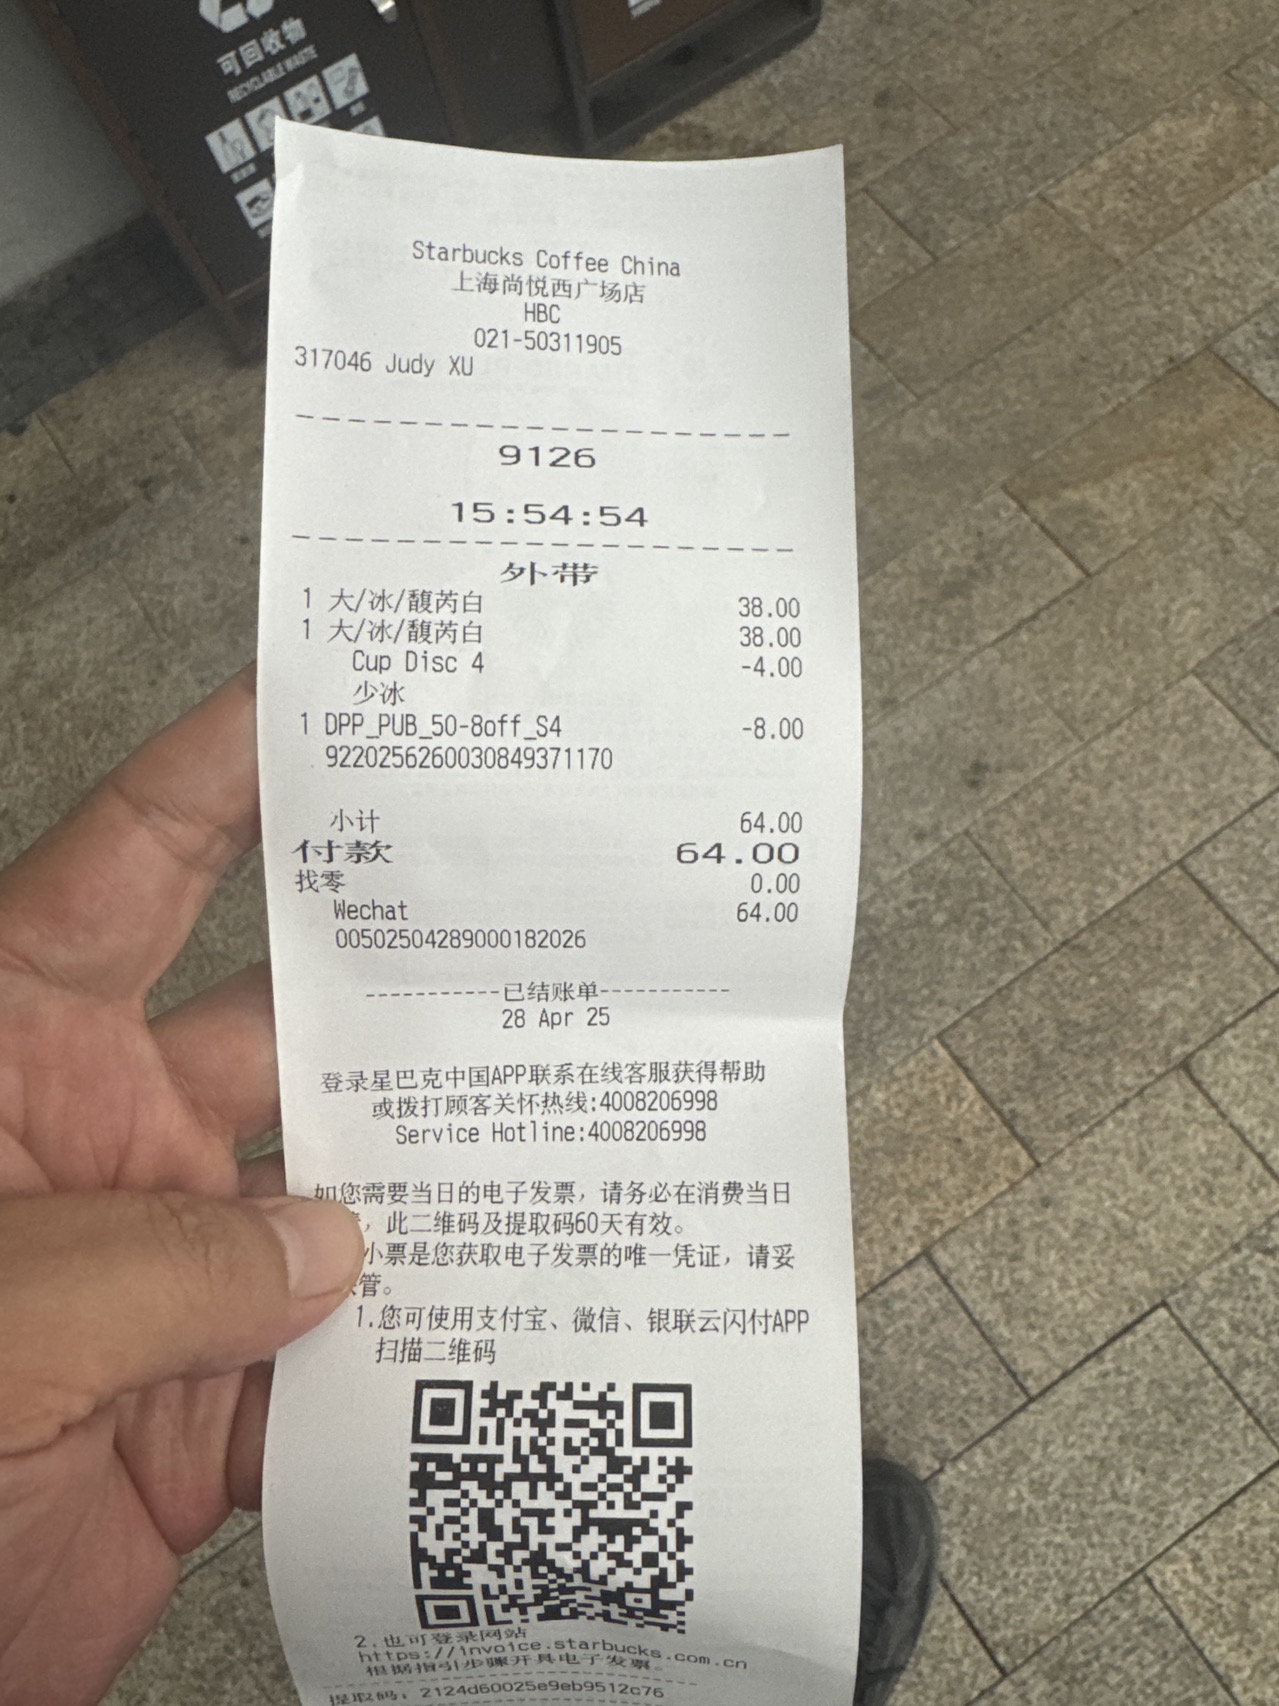 可回收物
RECYCLABLE WASTE
Starbucks Coffee China
上海尚悦西广场店
HBC
021-50311905
317046 Judy XU
9126
15:54:54
外带
1 大/冰/馥芮白 38.00
1 大/冰/馥芮白 38.00
Cup Disc 4 -4.00
少冰
1 DPP_PUB_50-8off_S4 -8.00
92202562600308493​71170
小计 64.00
付款 64.00
找零 0.00
Wechat 64.00
00502504289000182026
-----------已结账单-----------
28 Apr 25
登录星巴克中国APP联系在线客服获得帮助
或拨打顾客关怀热线:4008206998
Service Hotline:4008206998
如您需要当日的电子发票，请务必在消费当日
，此二维码及提取码60天有效。
小票是您获取电子发票的唯一凭证，请妥
管。
1.您可使用支付宝、微信、银联云闪付APP
扫描二维码
2.也可登录网站
https://invoice.starbucks.com.cn
根据指引步骤开具电子发票。
提取码：2124d60025e9eb9512c76